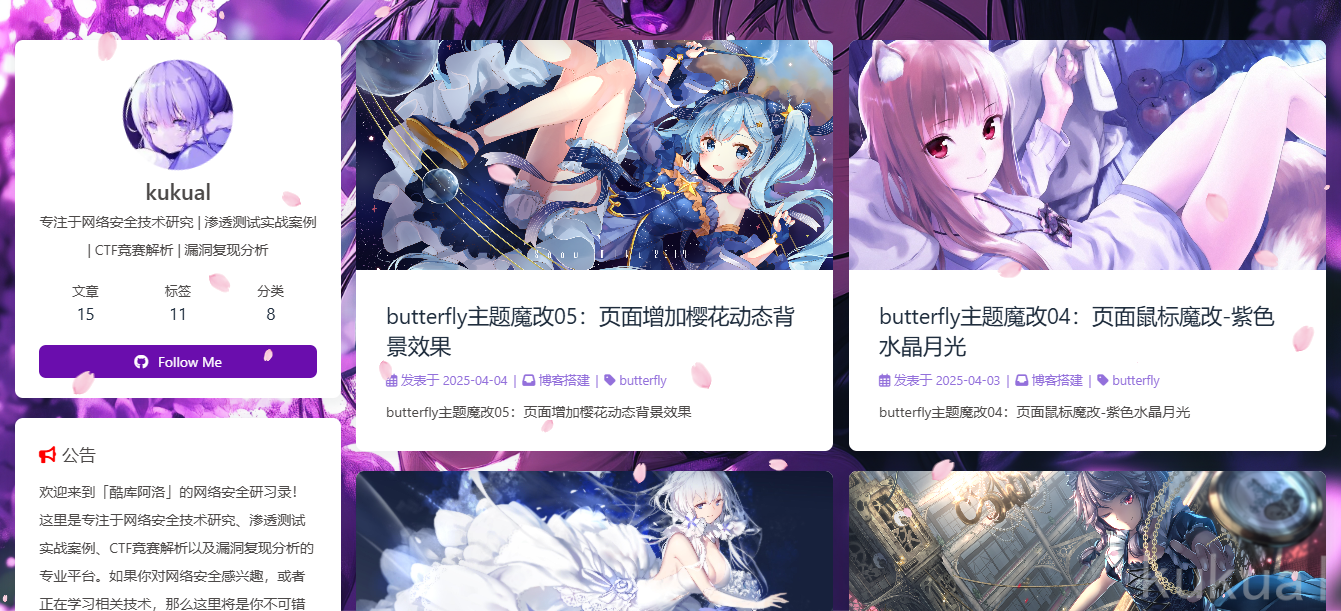 kukual
专注于网络安全技术研究 | 渗透测试实战案例
| CTF竞赛解析 | 漏洞复现分析
文章 标签 分类
15 11 8
Follow Me
公告
欢迎来到「酷库阿洛」的网络安全研习录！
这里是专注于网络安全技术研究、渗透测试
实战案例、CTF竞赛解析以及漏洞复现分析的
专业平台。如果你对网络安全感兴趣，或者
正在学习相关技术，那么这里将是你不可错
butterfly主题魔改05：页面增加樱花动态背
景效果
发表于 2025-04-04 | 博客搭建 | butterfly
butterfly主题魔改05：页面增加樱花动态背景效果
butterfly主题魔改04：页面鼠标魔改-紫色
水晶月光
发表于 2025-04-03 | 博客搭建 | butterfly
butterfly主题魔改04：页面鼠标魔改-紫色水晶月光
Kukual